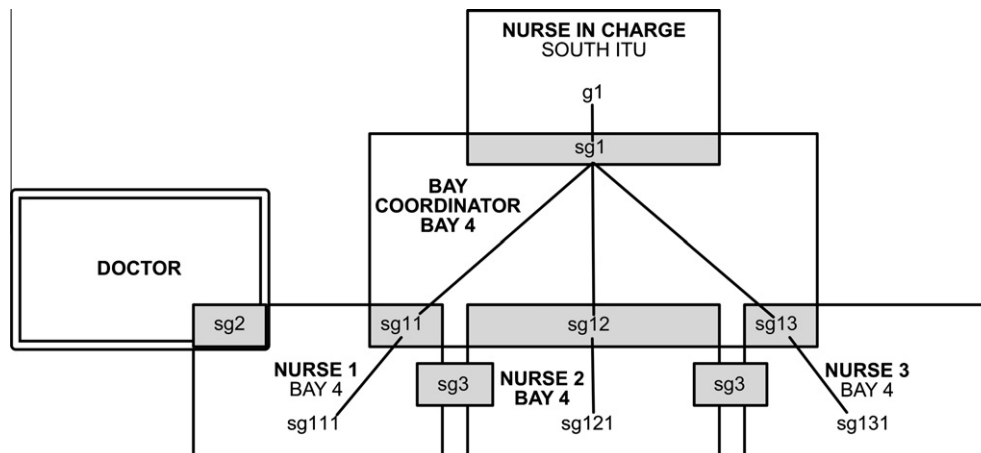 NURSE IN CHARGE
SOUTH ITU
g1
sg1
BAY
COORDINATOR
BAY 4
DOCTOR
sg2
sg11
sg12
sg13
NURSE 1
BAY 4
sg3
NURSE 2
BAY 4
sg3
NURSE 3
BAY 4
sg111
sg121
sg131